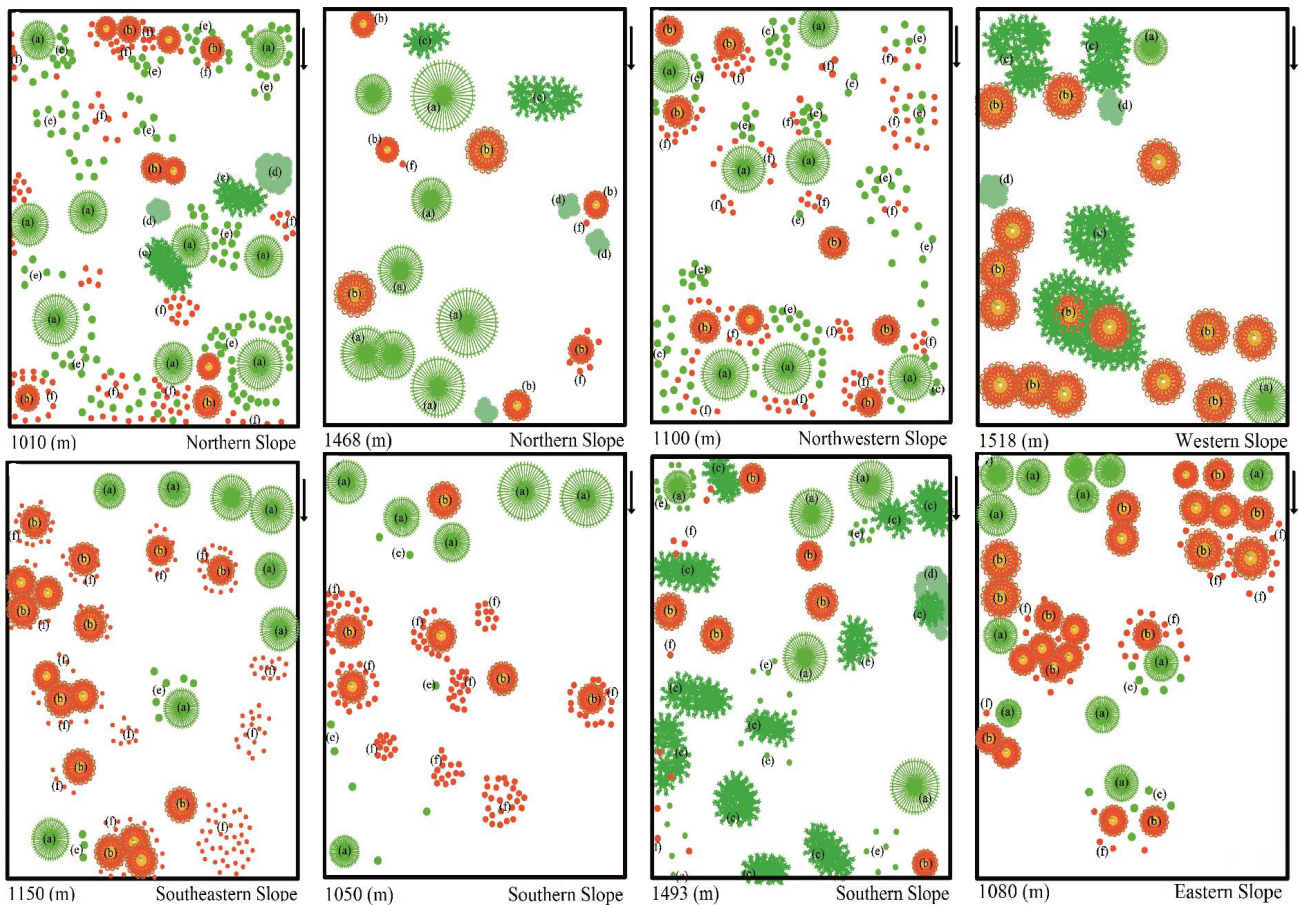 (a)
(e)
(b)
(f)
(f)
(e)
(b)
(f)
(e)
(a)
(f)
(e)
(f)
(e)
(b)
(d)
(e)
(a)
(a)
(d)
(f)
(a)
(e)
(a)
(e)
(e)
(f)
(a)
(e)
(e)
(a)
(a)
(f)
(f)
(b)
(f)
(b)
(f)
1010 (m)
Northern Slope
(b)
(c)
(a)
(e)
(b)
(f)
(b)
(a)
(d)
(b)
(f)
(d)
(a)
(b)
(a)
(a)
(b)
(f)
(a)
(b)
1468 (m)
Northern Slope
(b)
(b)
(f)
(e)
(a)
(e)
(f)
(a)
(e)
(e)
(f)
(b)
(f)
(e)
(f)
(e)
(e)
(f)
(a)
(a)
(e)
(f)
(f)
(e)
(f)
(b)
(e)
(e)
(f)
(e)
(b)
(f)
(f)
(b)
(f)
(e)
(a)
(a)
(f)
(a)
(e)
(f)
(f)
(b)
1100 (m)
Northwestern Slope
(c)
(e)
(a)
(b)
(b)
(d)
(d)
(c)
(b)
(b)
(b)
(b)
(b)
(a)
1518 (m)
Western Slope
(a)
(a)
(a)
(b)
(f)
(b)
(f)
(b)
(f)
(f)
(b)
(a)
(b)
(f)
(b)
(a)
(f)
(f)
(e)
(b)
(f)
(a)
(f)
(f)
(b)
(f)
(b)
(f)
(f)
(a)
(e)
(b)
1150 (m)
Southeastern Slope
(a)
(a)
(a)
(b)
(a)
(a)
(c)
(f)
(b)
(f)
(f)
(f)
(e)
(f)
(b)
(f)
(b)
(e)
(f)
(f)
(f)
(a)
1050 (m)
Southern Slope
(a)
(e)
(f)
(c)
(b)
(a)
(a)
(e)
(c)
(c)
(f)
(c)
(b)
(d)
(b)
(b)
(f)
(b)
(e)
(a)
(e)
(c)
(c)
(c)
(e)
(c)
(a)
(f)
(c)
(c)
(e)
(e)
(c)
(b)
1493 (m)
Southern Slope
(a)
(a)
(b)
(a)
(a)
(a)
(b)
(b)
(f)
(b)
(f)
(f)
(b)
(b)
(f)
(b)
(b)
(f)
(a)
(a)
(b)
(e)
(f)
(a)
(a)
(b)
(a)
(c)
(b)
(f)
1080 (m)
Eastern Slope